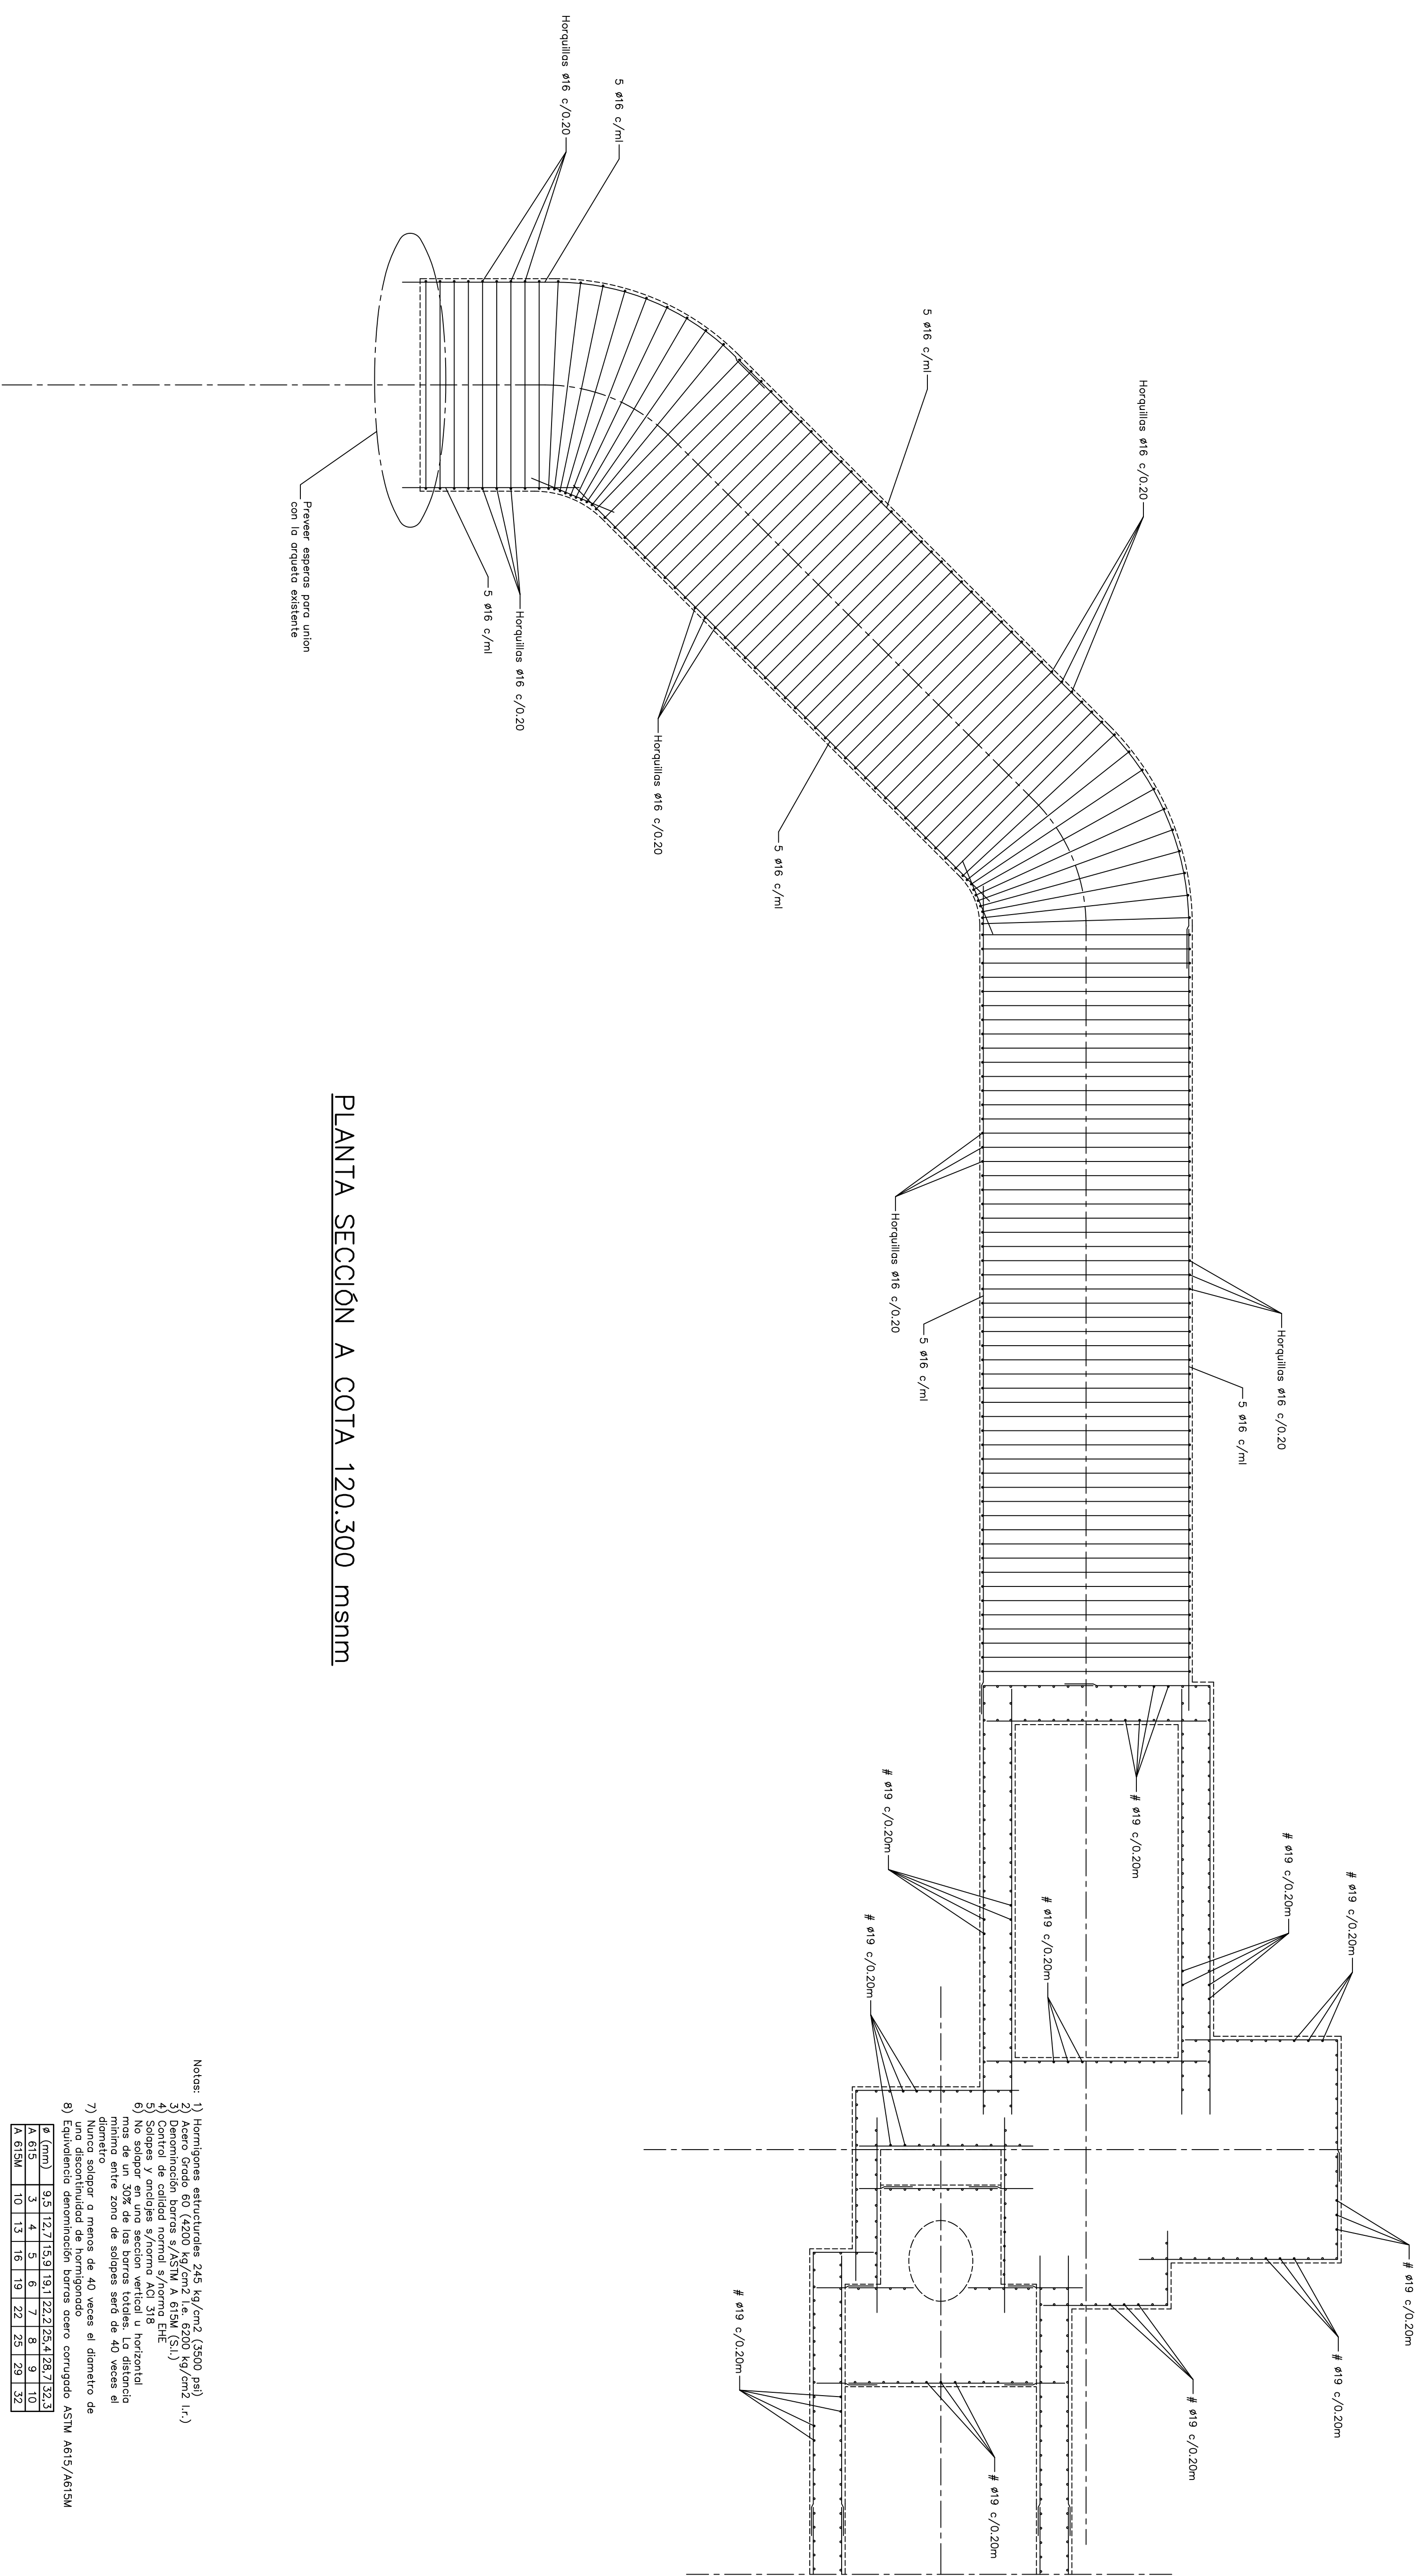 Horquillas ø16 c/0.20
5 ø16 c/ml
5 ø16 c/ml
Horquillas ø16 c/0.20
Preveer esperas para union
con la arqueta existente
5 ø16 c/ml
Horquillas ø16 c/0.20
Horquillas ø16 c/0.20
5 ø16 c/ml
Horquillas ø16 c/0.20
5 ø16 c/ml
Horquillas ø16 c/0.20
5 ø16 c/ml
# ø19 c/0.20m
# ø19 c/0.20m
# ø19 c/0.20m
# ø19 c/0.20m
# ø19 c/0.20m
# ø19 c/0.20m
# ø19 c/0.20m
# ø19 c/0.20m
# ø19 c/0.20m
# ø19 c/0.20m
# ø19 c/0.20m
PLANTA SECCIÓN A COTA 120.300 msnm
Notas: 1) Hormigones estructurales 245 kg/cm2 (3500 psi)
2) Acero Grado 60 (4200 kg/cm2 l.e. 6200 kg/cm2 l.r.)
3) Denominación barras s/ASTM A 615M (S.I.)
4) Control de calidad normal s/norma EHE
5) Solapes y anclajes s/norma ACI 318
6) No solapar en una seccion vertical u horizontal
mas de un 30% de las barras totales. La distancia
minima entre zona de solapes será de 40 veces el
diametro
7) Nunca solapar a menos de 40 veces el diametro de
una discontinuidad de hormigonado
8) Equivalencia denominación barras acero corrugado ASTM A615/A615M
ø (mm) 9,5 12,7 15,9 19,1 22,2 25,4 28,7 32,3
A 615 3 4 5 6 7 8 9 10
A 615M 10 13 16 19 22 25 29 32